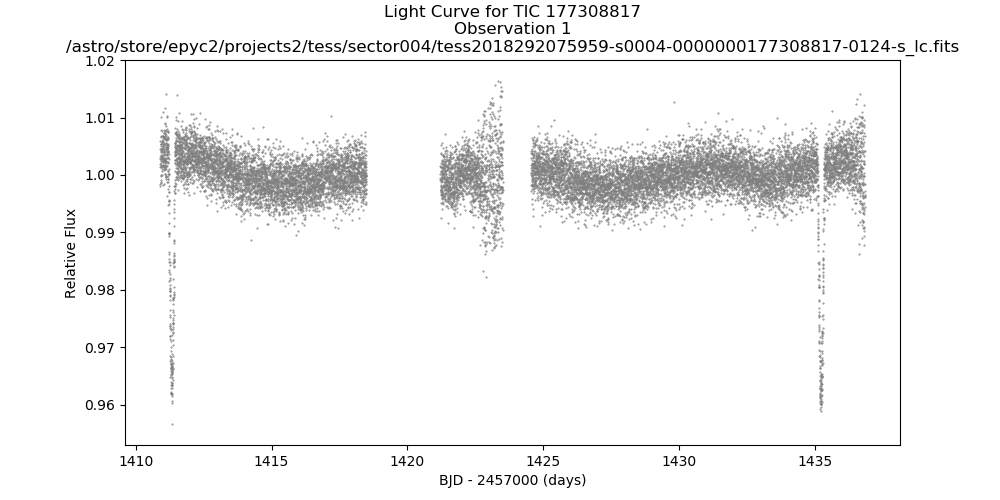 Light Curve for TIC 177308817
Observation 1
/astro/store/epyc2/projects2/tess/sector004/tess2018292075959-s0004-0000000177308817-0124-s_lc.fits
1.02
1.01
1.00
0.99
0.98
0.97
0.96
Relative Flux
1410
1415
1420
1425
1430
1435
BJD - 2457000 (days)